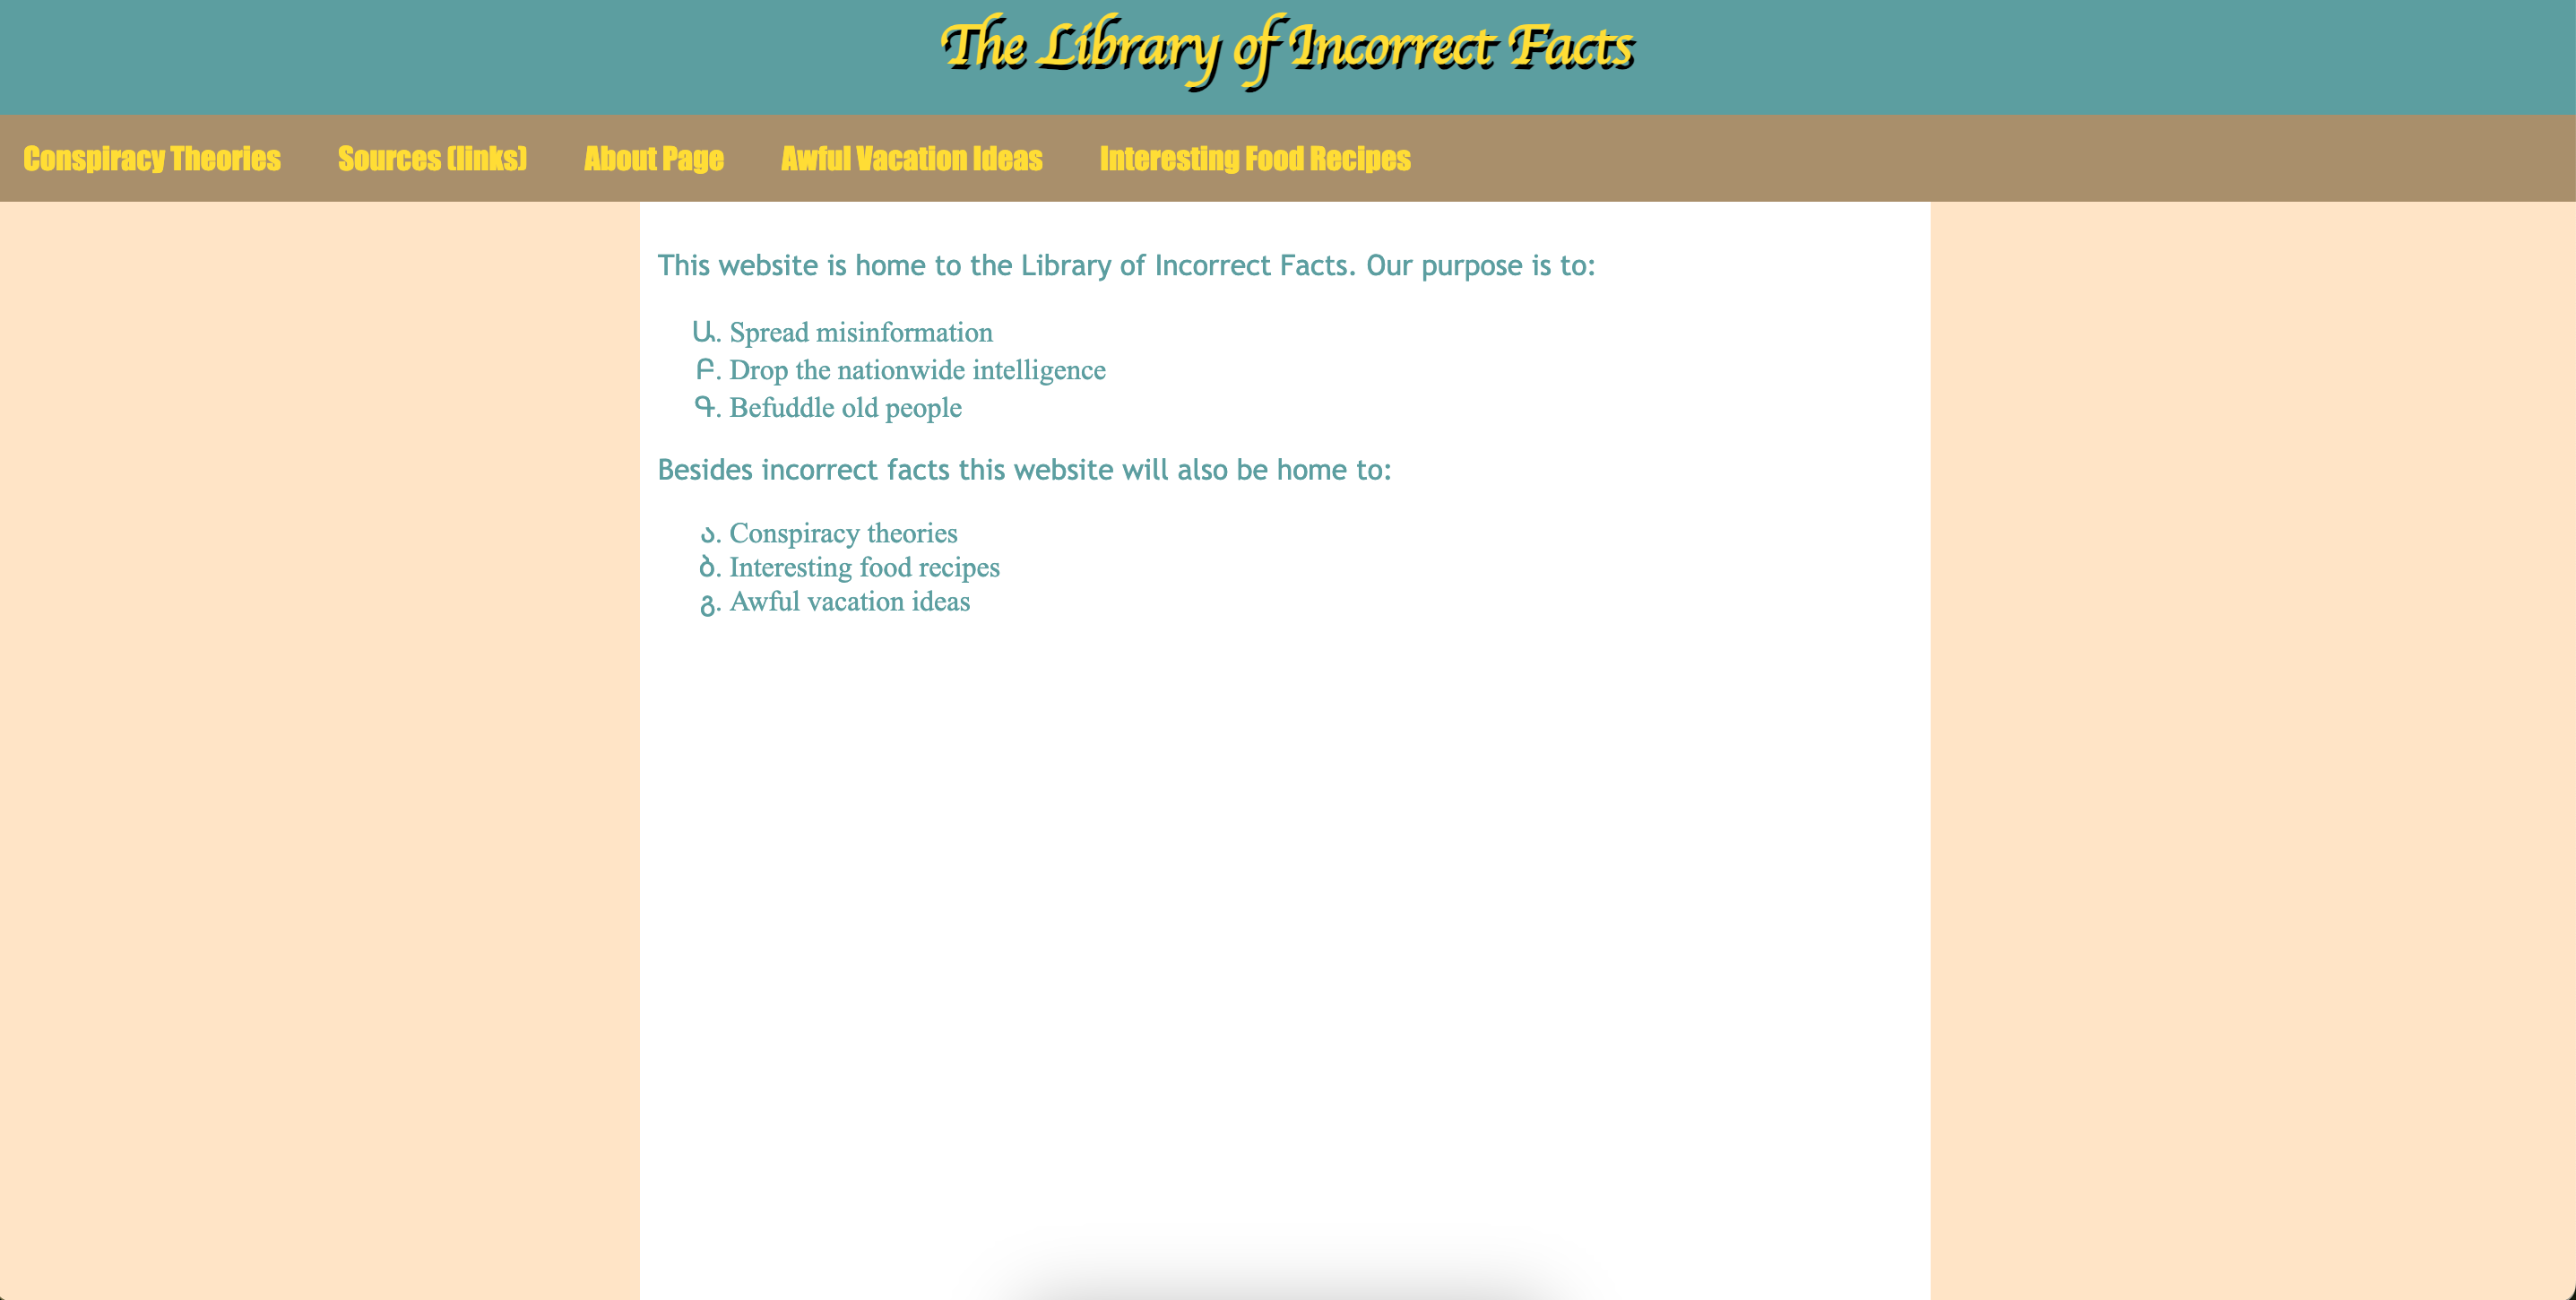 The Library of Incorrect Facts
Conspiracy Theories Sources (links) About Page Awful Vacation Ideas Interesting Food Recipes
This website is home to the Library of Incorrect Facts. Our purpose is to:
Ա. Spread misinformation
Բ. Drop the nationwide intelligence
Գ. Befuddle old people
Besides incorrect facts this website will also be home to:
ა. Conspiracy theories
ბ. Interesting food recipes
გ. Awful vacation ideas